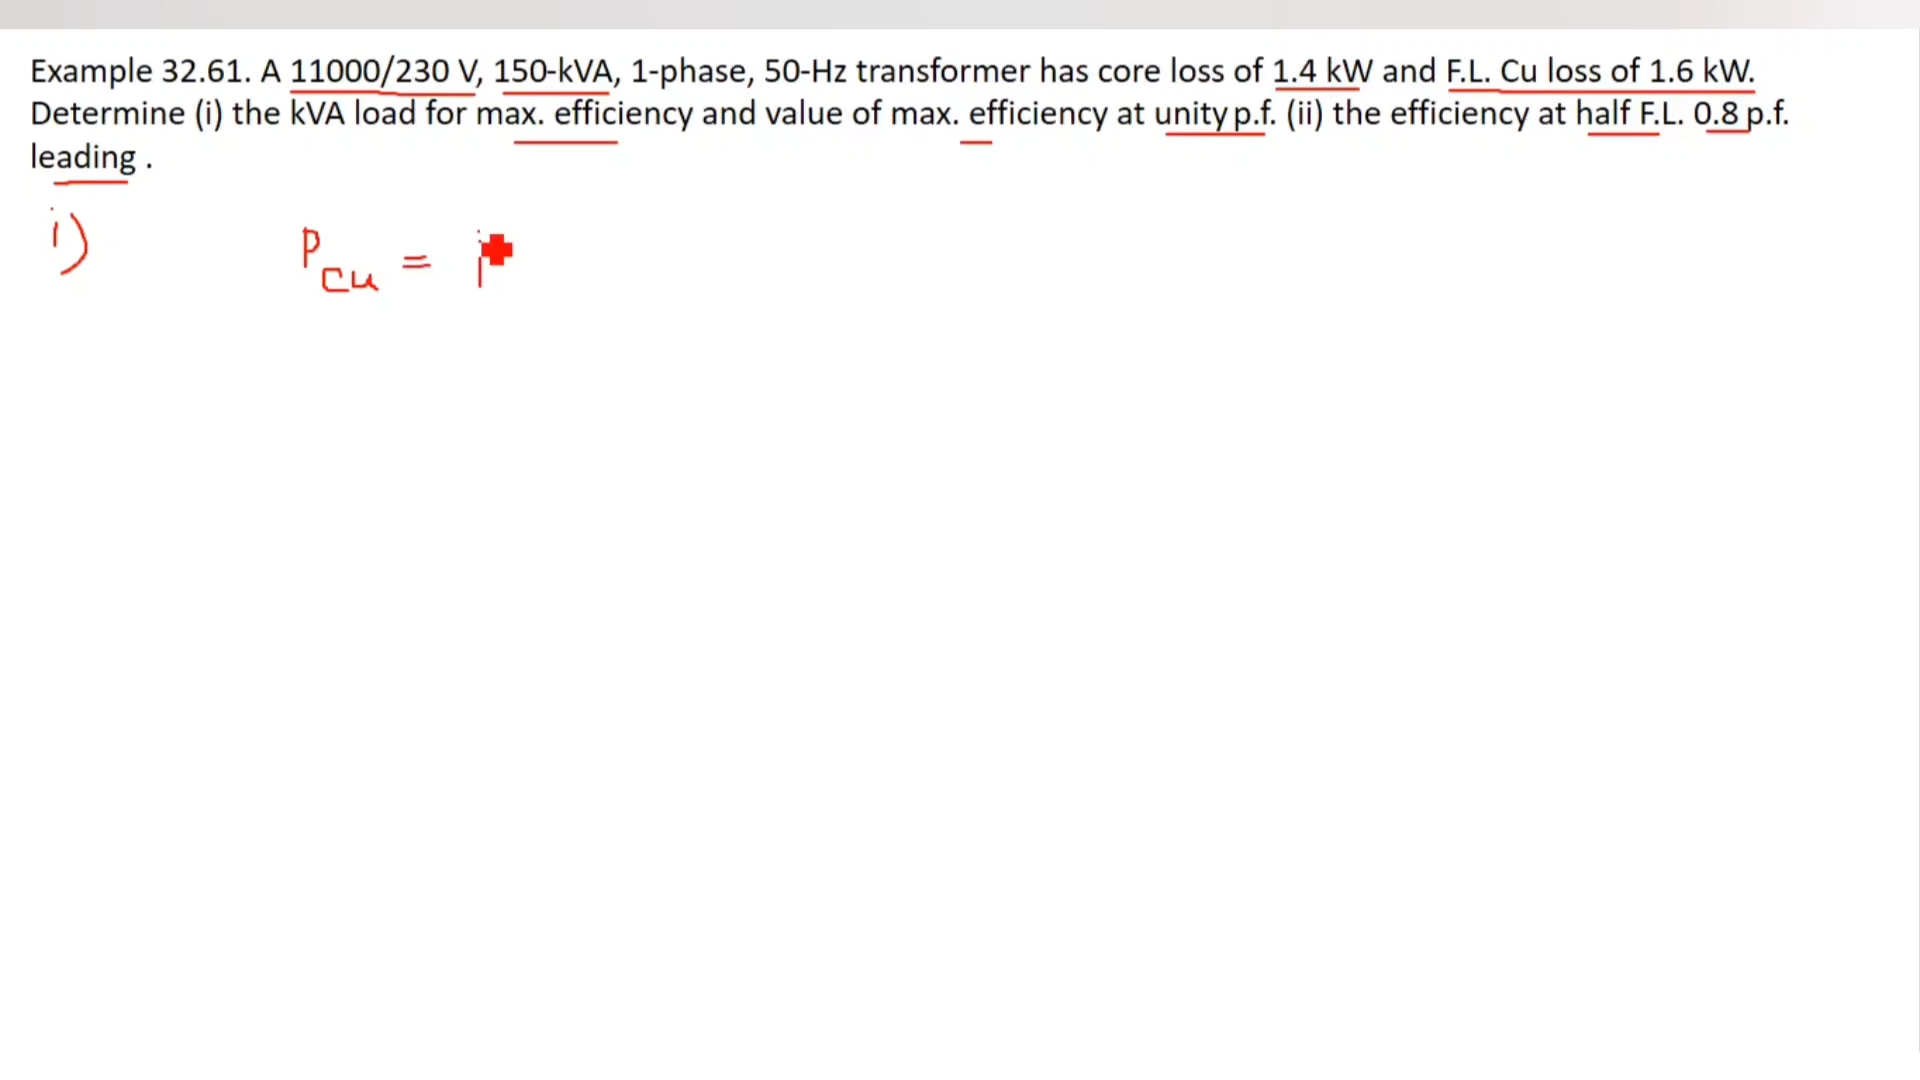 Example 32.61. A 11000/230 V, 150-kVA, 1-phase, 50-Hz transformer has core loss of 1.4 kW and F.L. Cu loss of 1.6 kW.
Determine (i) the kVA load for max. efficiency and value of max. efficiency at unity p.f. (ii) the efficiency at half F.L. 0.8 p.f.
leading .
i) P_Cu =